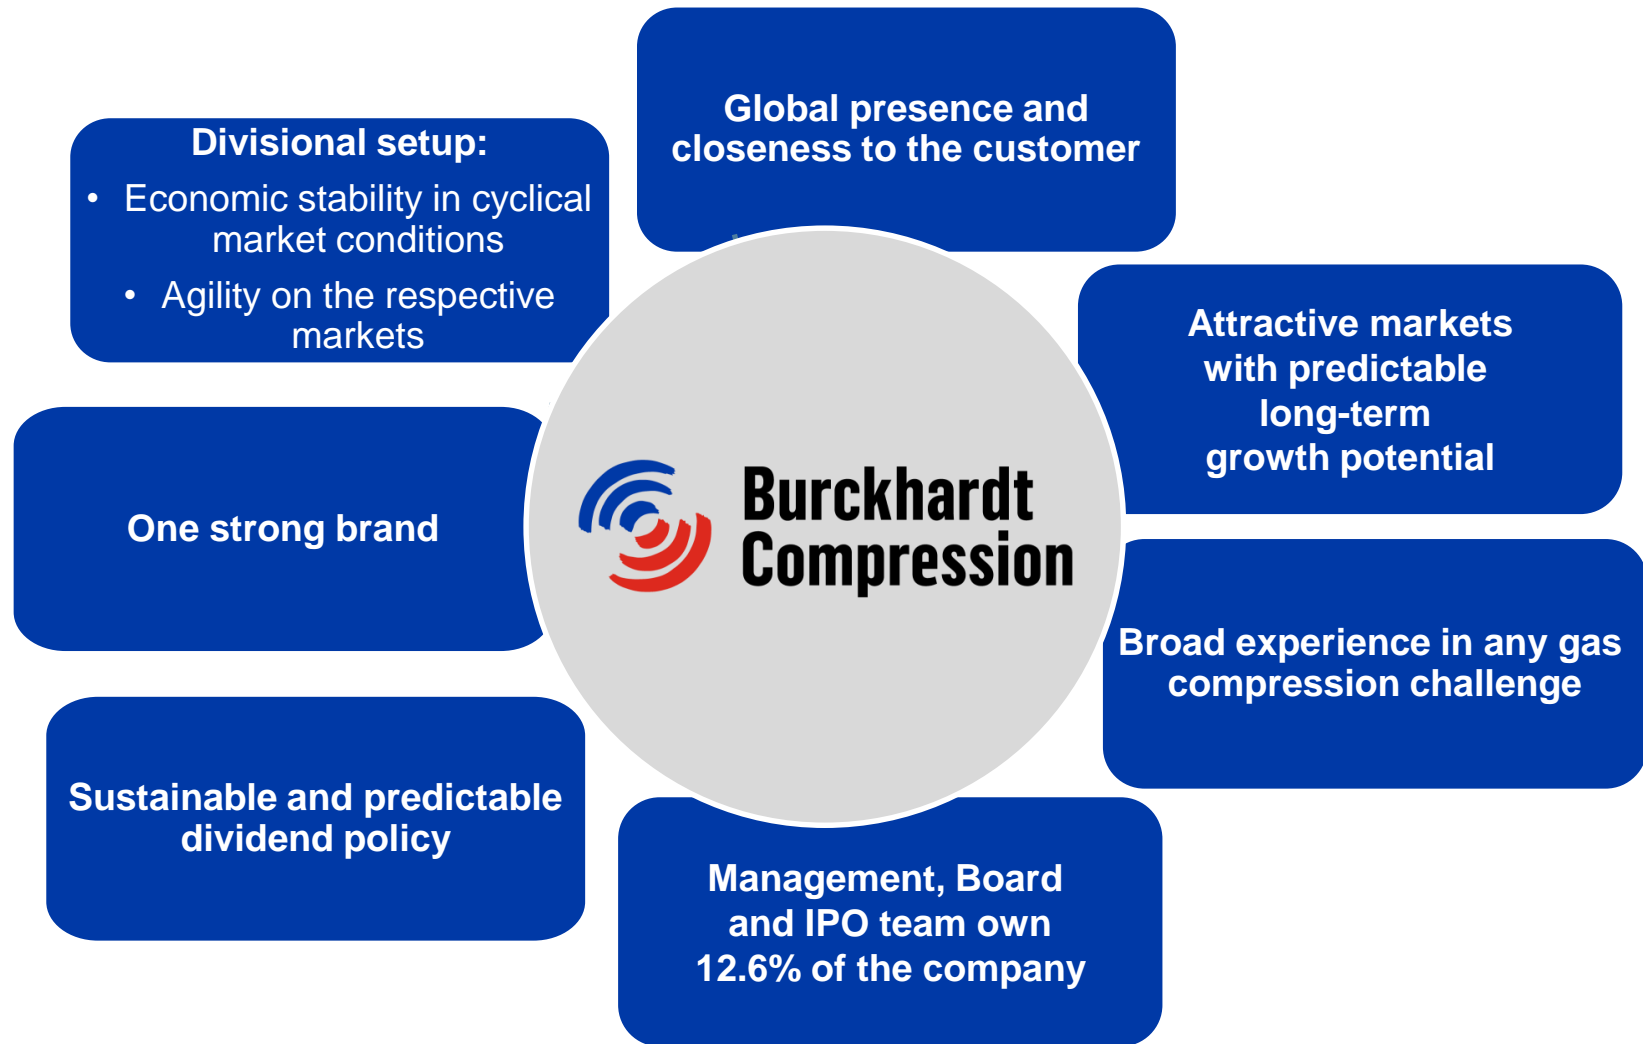 Global presence and
closeness to the customer
Divisional setup:
• Economic stability in cyclical
market conditions
• Agility on the respective
markets
Attractive markets
with predictable
long-term
growth potential
One strong brand
Burckhardt
Compression
Broad experience in any gas
compression challenge
Sustainable and predictable
dividend policy
Management, Board
and IPO team own
12.6% of the company